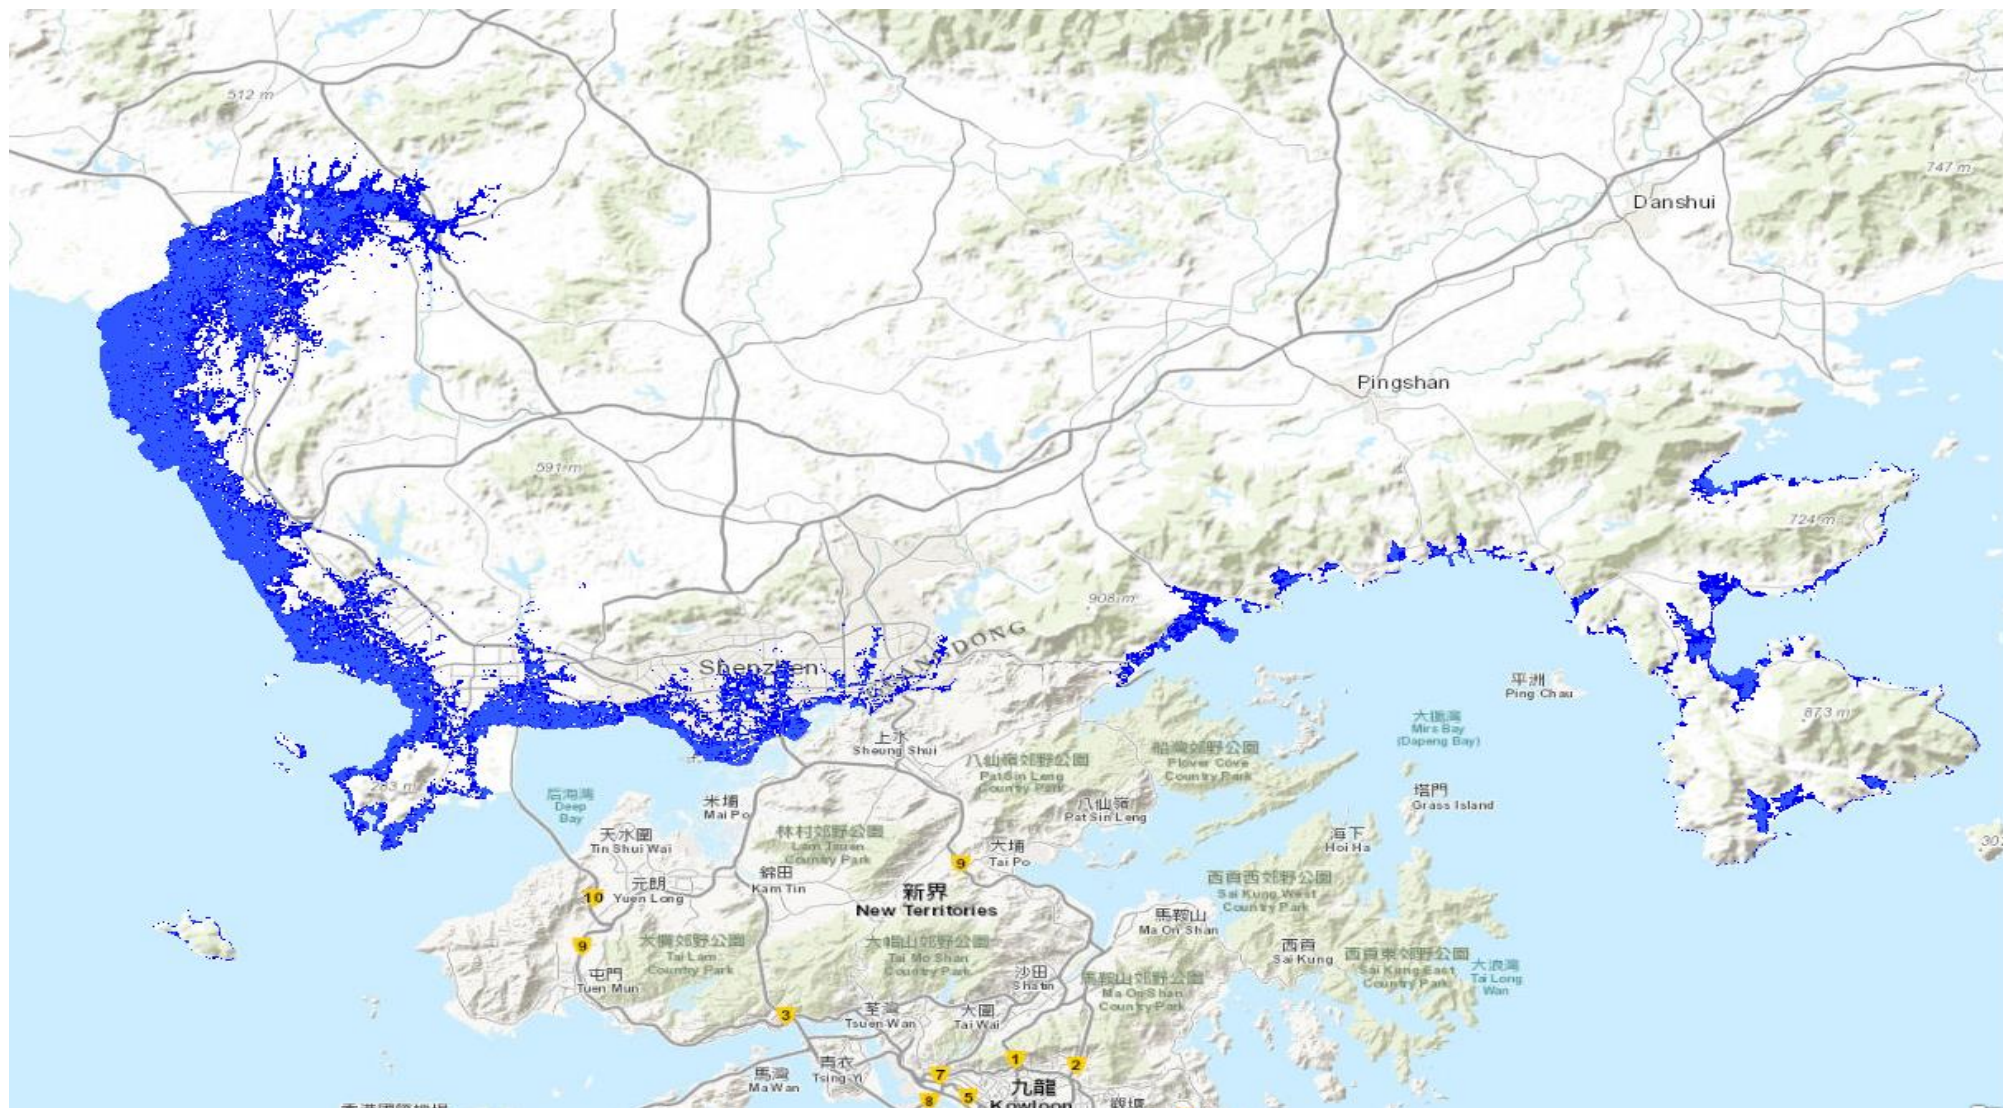 512 m
747 m
Danshui
Pingshan
591 m
724 m
908 m
GUANGDONG
Shenzhen
平洲
Ping Chau
大鵬灣
Mirs Bay
(Dapeng Bay)
873 m
上水
Sheung Shui
八仙嶺郊野公園
Pat Sin Leng
Country Park
船灣郊野公園
Plover Cove
Country Park
283 m
后海灣
Deep
Bay
米埔
Mai Po
塔門
Grass Island
八仙嶺
Pat Sin Leng
天水圍
Tin Shui Wai
林村郊野公園
Lam Tsuen
Country Park
海下
Hoi Ha
大埔
Tai Po
9
錦田
Kam Tin
元朗
Yuen Long
10
西貢西郊野公園
Sai Kung West
Country Park
新界
New Territories
馬鞍山
Ma On Shan
9
大欖郊野公園
Tai Lam
Country Park
大帽山郊野公園
Tai Mo Shan
Country Park
西貢
Sai Kung
西貢東郊野公園
Sai Kung East
Country Park
大浪灣
Tai Long
Wan
屯門
Tuen Mun
沙田
Shatin
馬鞍山郊野公園
Ma On Shan
Country Park
3
荃灣
Tsuen Wan
大圍
Tai Wai
1
2
馬灣
Ma Wan
青衣
Tsing Yi
7
8
5
九龍
Kowloon
觀塘